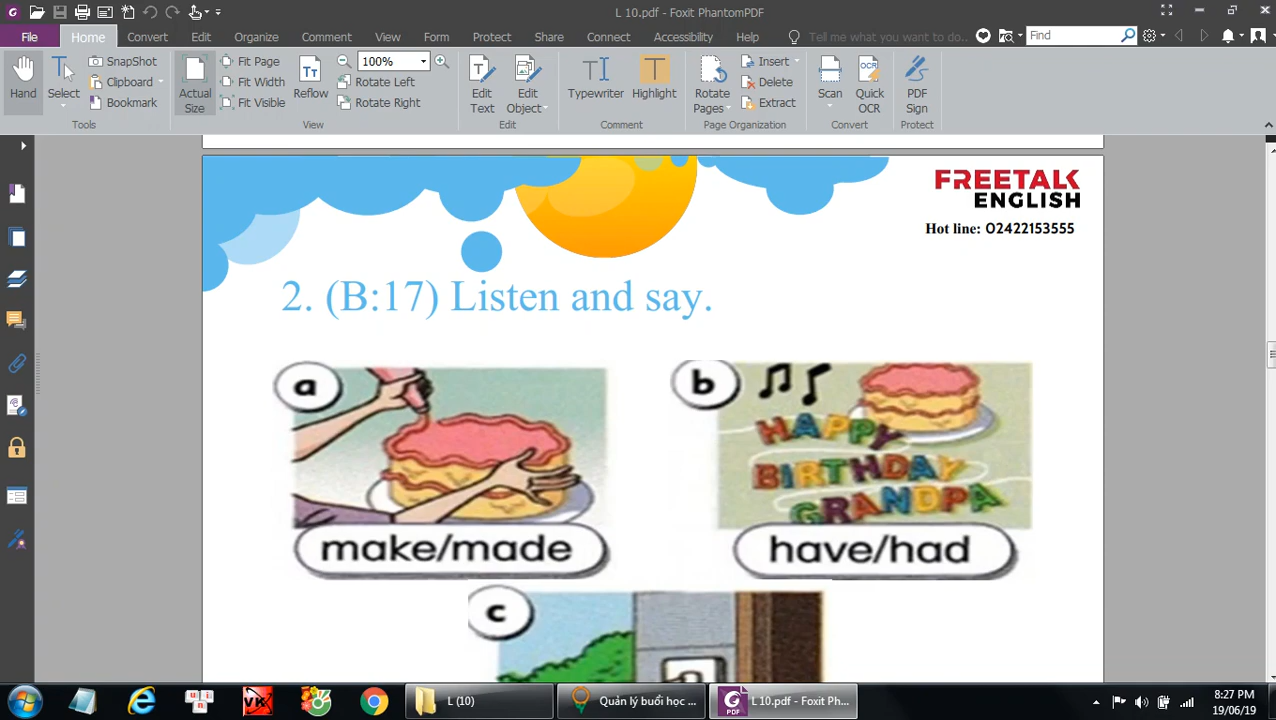 L 10.pdf - Foxit PhantomPDF
File Home Convert Edit Organize Comment View Form Protect Share Connect Accessibility Help Tell me what you want to do.. Find
Hand
Select
SnapShot
Clipboard
Bookmark
Tools
Actual Size
Fit Page
Fit Width
Fit Visible
Reflow
100%
Rotate Left
Rotate Right
View
Edit Text
Edit Object
Edit
Typewriter
Highlight
Comment
Rotate Pages
Insert
Delete
Extract
Page Organization
Scan
Quick OCR
Convert
PDF Sign
Protect
FREETALK
ENGLISH
Hot line: 02422153555
2. (B:17) Listen and say.
a
make/made
b
HAPPY
BIRTHDAY
GRANDPA
have/had
c
L (10)
Quản lý buổi học ...
L 10.pdf - Foxit Ph...
8:27 PM
19/06/19